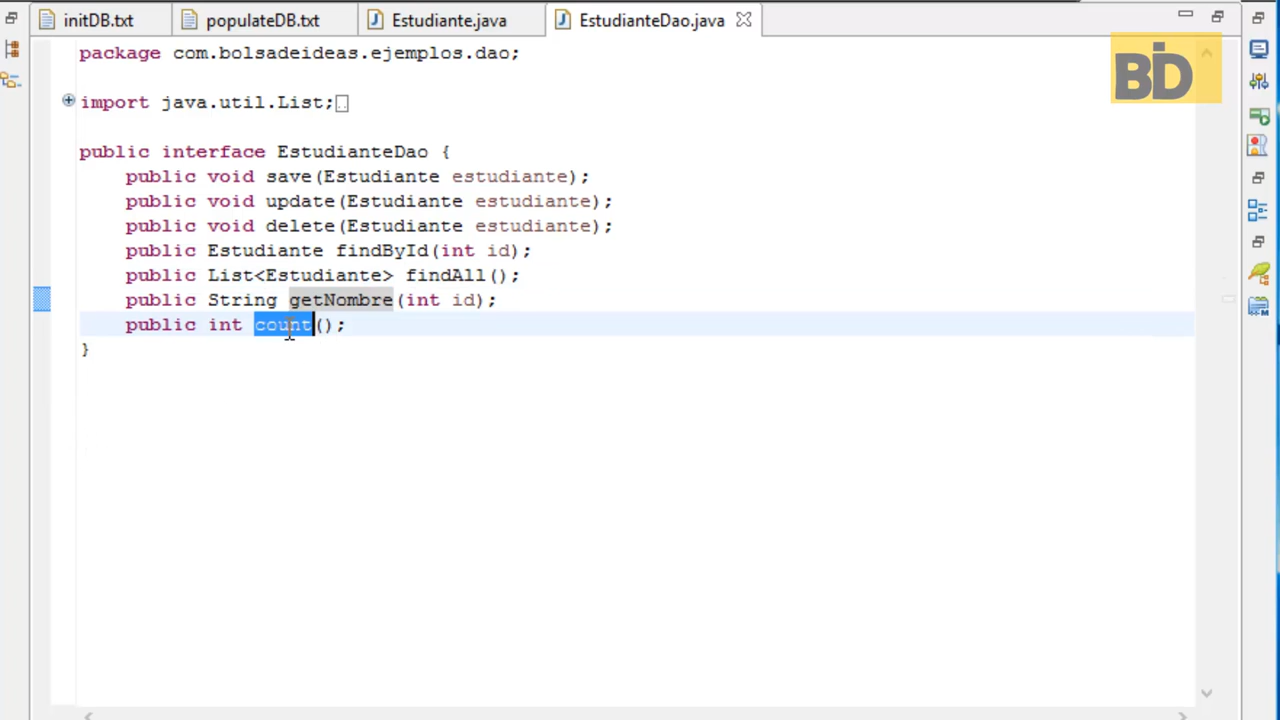 initDB.txt
populateDB.txt
Estudiante.java
EstudianteDao.java
BD
package com.bolsadeideas.ejemplos.dao;
import java.util.List;
public interface EstudianteDao {
public void save(Estudiante estudiante);
public void update(Estudiante estudiante);
public void delete(Estudiante estudiante);
public Estudiante findById(int id);
public List<Estudiante> findAll();
public String getNombre(int id);
public int count();
}